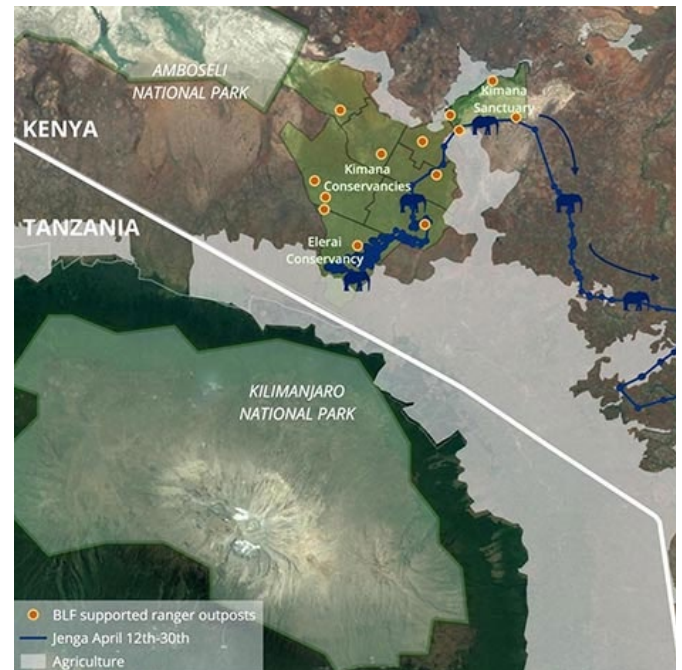 AMBOSELI
NATIONAL PARK
Kimana
Sanctuary
KENYA
Kimana
Conservancies
TANZANIA
Elerai
Conservancy
KILIMANJARO
NATIONAL PARK
BLF supported ranger outposts
Jenga April 12th-30th
Agriculture